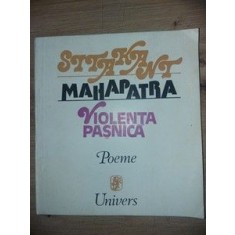 SITAKANT
MAHAPATRA
VIOLENȚA
PAȘNICĂ
Poeme
Univers